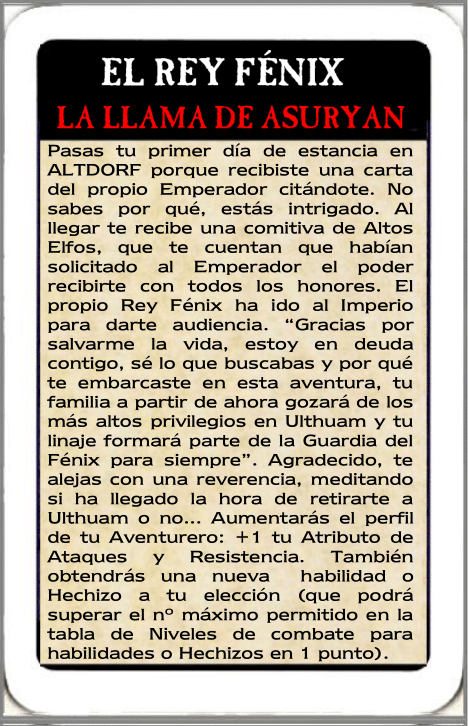 EL REY FÉNIX
LA LLAMA DE ASURYAN
Pasas tu primer día de estancia en
ALTDORF porque recibiste una carta
del propio Emperador citándote. No
sabes por qué, estás intrigado. Al
llegar te recibe una comitiva de Altos
Elfos, que te cuentan que habían
solicitado al Emperador el poder
recibirte con todos los honores. El
propio Rey Fénix ha ido al Imperio
para darte audiencia. “Gracias por
salvarme la vida, estoy en deuda
contigo, sé lo que buscabas y por qué
te embarcaste en esta aventura, tu
familia a partir de ahora gozará de los
más altos privilegios en Ulthuam y tu
linaje formará parte de la Guardia del
Fénix para siempre”. Agradecido, te
alejas con una reverencia, meditando
si ha llegado la hora de retirarte a
Ulthuam o no... Aumentarás el perfil
de tu Aventurero: +1 tu Atributo de
Ataques y Resistencia. También
obtendrás una nueva habilidad o
Hechizo a tu elección (que podrá
superar el nº máximo permitido en la
tabla de Niveles de combate para
habilidades o Hechizos en 1 punto).